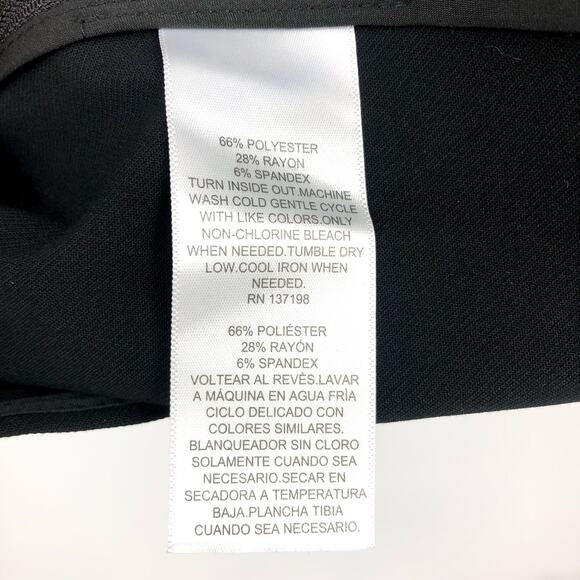 66% POLYESTER
28% RAYON
6% SPANDEX
TURN INSIDE OUT.MACHINE
WASH COLD GENTLE CYCLE
WITH LIKE COLORS.ONLY
NON-CHLORINE BLEACH
WHEN NEEDED.TUMBLE DRY
LOW.COOL IRON WHEN
NEEDED.
RN 137198
66% POLIÉSTER
28% RAYÓN
6% SPANDEX
VOLTEAR AL REVÈS.LAVAR
A MÁQUINA EN AGUA FRÍA
CICLO DELICADO CON
COLORES SIMILARES.
BLANQUEADOR SIN CLORO
SOLAMENTE CUANDO SEA
NECESARIO.SECAR EN
SECADORA A TEMPERATURA
BAJA.PLANCHA TIBIA
CUANDO SEA NECESARIO.